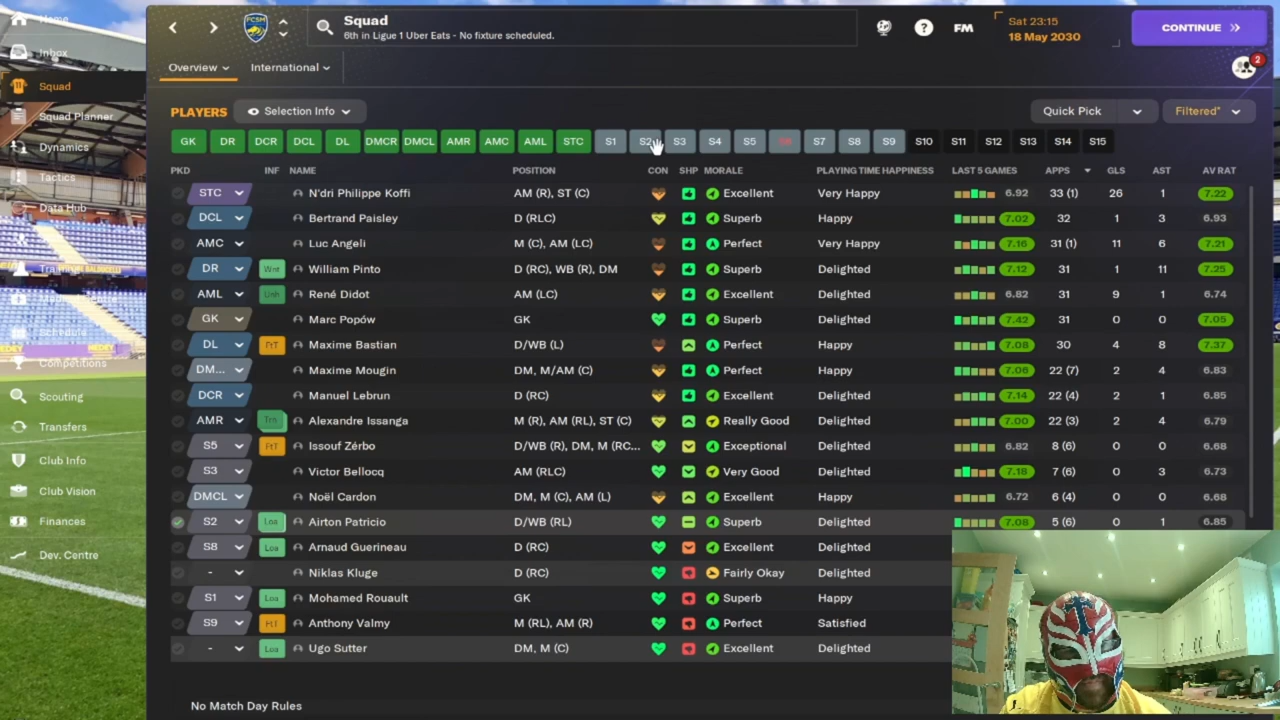 Home
Inbox
Squad
Squad Planner
Dynamics
Tactics
Data Hub
Schedule
Competitions
Scouting
Transfers
Club Info
Club Vision
Finances
Dev. Centre
FCSM
Squad
6th in Ligue 1 Uber Eats - No fixture scheduled.
? FM
Sat 23:15
18 May 2030
CONTINUE
Overview International
2
PLAYERS Selection Info Quick Pick Filtered*
GK DR DCR DCL DL DMCR DMCL AMR AMC AML STC S1 S2 S3 S4 S5 S6 S7 S8 S9 S10 S11 S12 S13 S14 S15
PKD INF NAME POSITION CON SHP MORALE PLAYING TIME HAPPINESS LAST 5 GAMES APPS GLS AST AV RAT
STC N'dri Philippe Koffi AM (R), ST (C) Excellent Very Happy 6.92 33 (1) 26 1 7.22
DCL Bertrand Paisley D (RLC) Superb Happy 7.02 32 1 3 6.93
AMC Luc Angeli M (C), AM (LC) Perfect Very Happy 7.16 31 (1) 11 6 7.21
DR Wnt William Pinto D (RC), WB (R), DM Superb Delighted 7.12 31 1 11 7.25
AML Unh René Didot AM (LC) Excellent Delighted 6.82 31 9 1 6.74
GK Marc Popów GK Superb Delighted 7.42 31 0 0 7.05
DL PrT Maxime Bastian D/WB (L) Perfect Happy 7.08 30 4 8 7.37
DM... Maxime Mougin DM, M/AM (C) Perfect Happy 7.06 22 (7) 2 4 6.83
DCR Manuel Lebrun D (RC) Excellent Delighted 7.14 22 (4) 2 1 6.85
AMR Trn Alexandre Issanga M (R), AM (RL), ST (C) Really Good Delighted 7.00 22 (3) 2 4 6.79
S5 PrT Issouf Zérbo D/WB (R), DM, M (RC... Exceptional Delighted 6.82 8 (6) 0 0 6.68
S3 Victor Bellocq AM (RLC) Very Good Delighted 7.18 7 (6) 0 3 6.73
DMCL Noël Cardon DM, M (C), AM (L) Excellent Happy 6.72 6 (4) 0 0 6.68
S2 Loa Airton Patricio D/WB (RL) Superb Delighted 7.08 5 (6) 0 1 6.85
S8 Loa Arnaud Guerineau D (RC) Excellent Delighted
- Niklas Kluge D (RC) Fairly Okay Delighted
S1 Loa Mohamed Rouault GK Superb Happy
S9 PrT Anthony Valmy M (RL), AM (R) Perfect Satisfied
- Loa Ugo Sutter DM, M (C) Excellent Delighted
No Match Day Rules